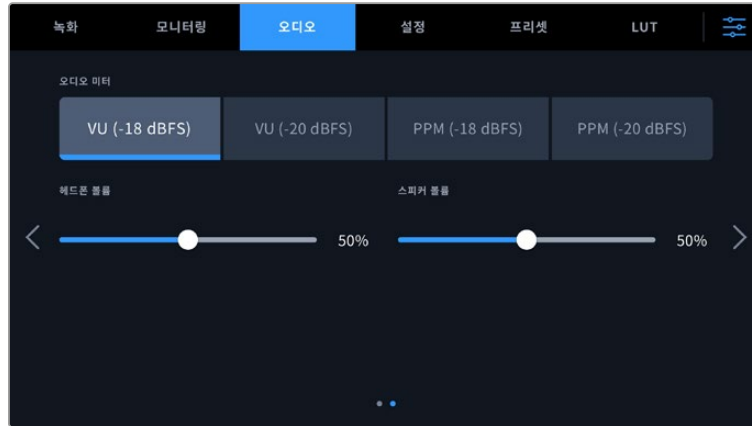 녹화 모니터링 오디오 설정 프리셋 LUT
오디오 미터
VU (-18 dBFS) VU (-20 dBFS) PPM (-18 dBFS) PPM (-20 dBFS)
헤드폰 볼륨 스피커 볼륨
50% 50%